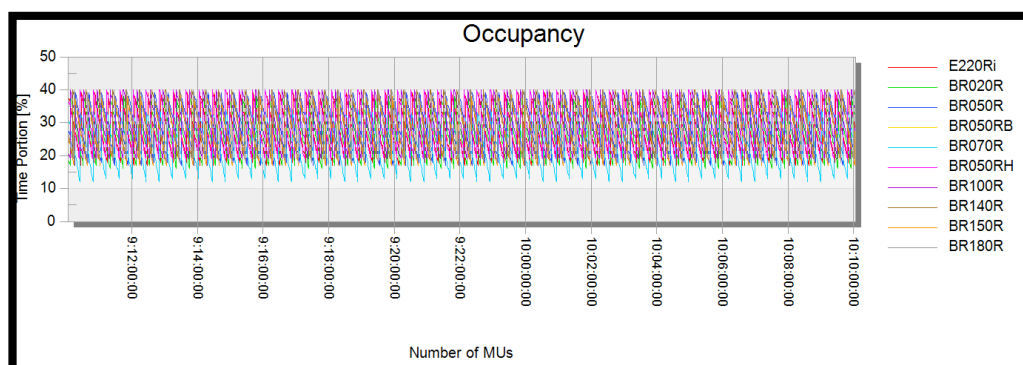 Occupancy
Time Portion [%]
50
40
30
20
10
0
9:12:00:00
9:14:00:00
9:16:00:00
9:18:00:00
9:20:00:00
9:22:00:00
10:00:00:00
10:02:00:00
10:04:00:00
10:06:00:00
10:08:00:00
10:10:00:00
Number of MUs
E220Ri
BR020R
BR050R
BR050RB
BR070R
BR050RH
BR100R
BR140R
BR150R
BR180R